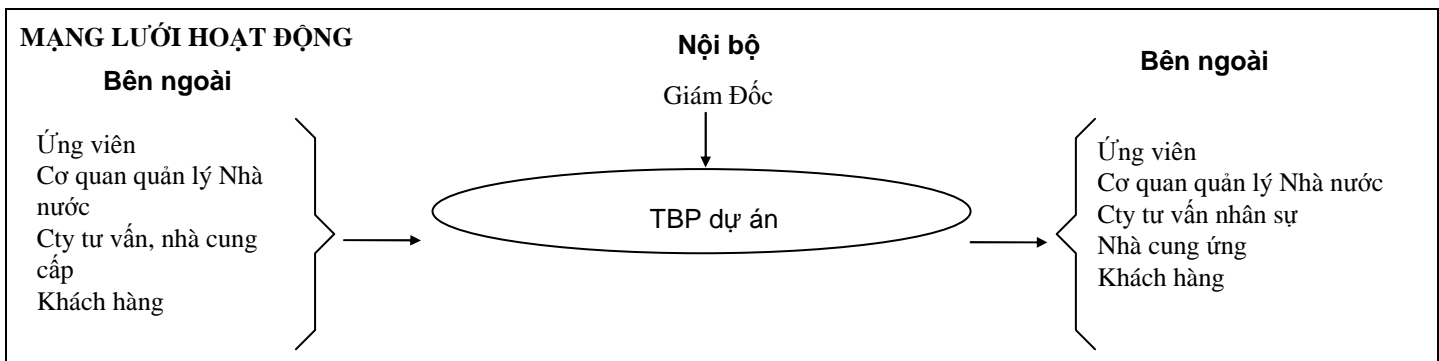 MẠNG LƯỚI HOẠT ĐỘNG
Bên ngoài
Ứng viên
Cơ quan quản lý Nhà
nước
Cty tư vấn, nhà cung
cấp
Khách hàng
Nội bộ
Giám Đốc
TBP dự án
Bên ngoài
Ứng viên
Cơ quan quản lý Nhà nước
Cty tư vấn nhân sự
Nhà cung ứng
Khách hàng